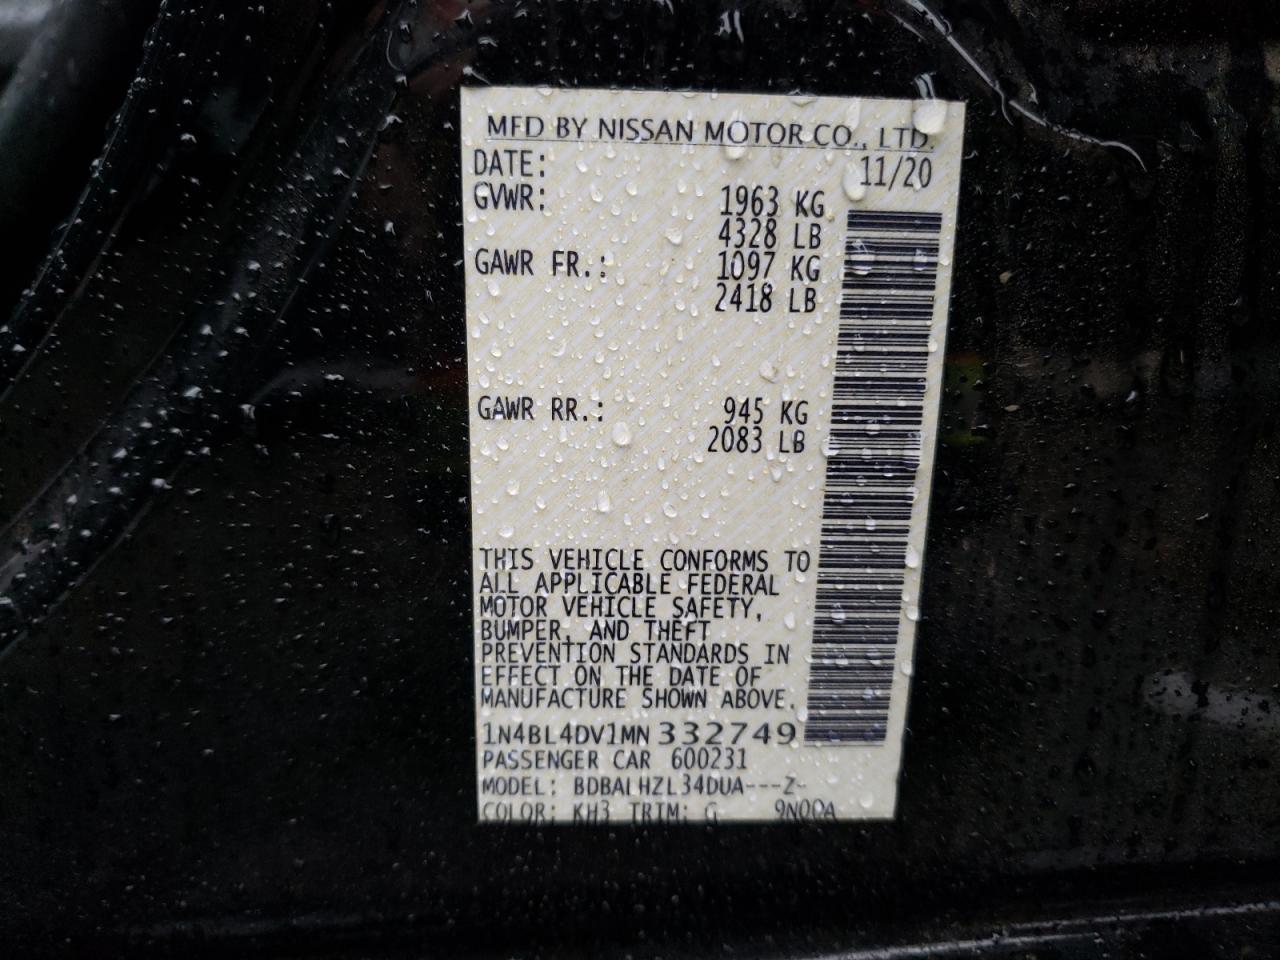 MFD BY NISSAN MOTOR CO., LTD.
DATE: 11/20
GVWR: 1963 KG
4328 LB
GAWR FR.: 1097 KG
2418 LB
GAWR RR.: 945 KG
2083 LB
THIS VEHICLE CONFORMS TO
ALL APPLICABLE FEDERAL
MOTOR VEHICLE SAFETY,
BUMPER, AND THEFT
PREVENTION STANDARDS IN
EFFECT ON THE DATE OF
MANUFACTURE SHOWN ABOVE.
1N4BL4DV1MN332749
PASSENGER CAR 600231
MODEL: BDBALHZL34DUA---Z-
COLOR: KH3 TRIM: G